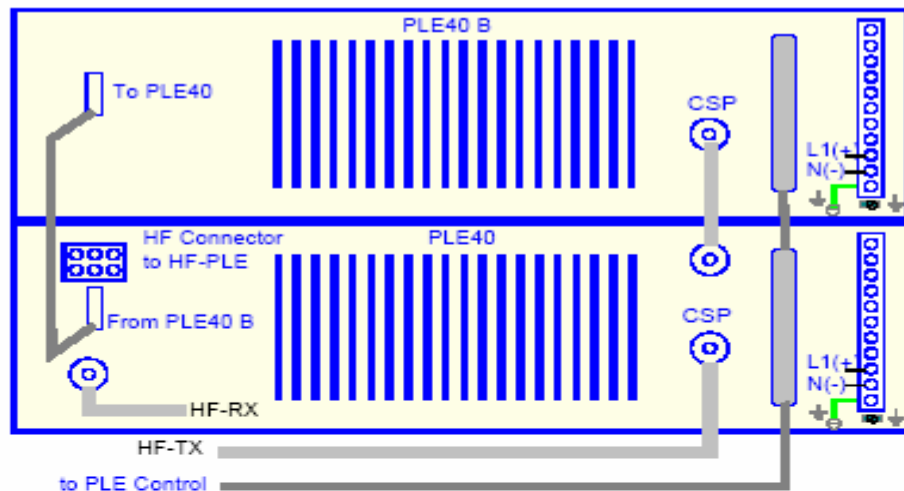 PLE40 B
To PLE40
CSP
L1(+)
N(-)
HF Connector
to HF-PLE
PLE40
From PLE40 B
CSP
L1(+)
N(-)
HF-RX
HF-TX
to PLE Control